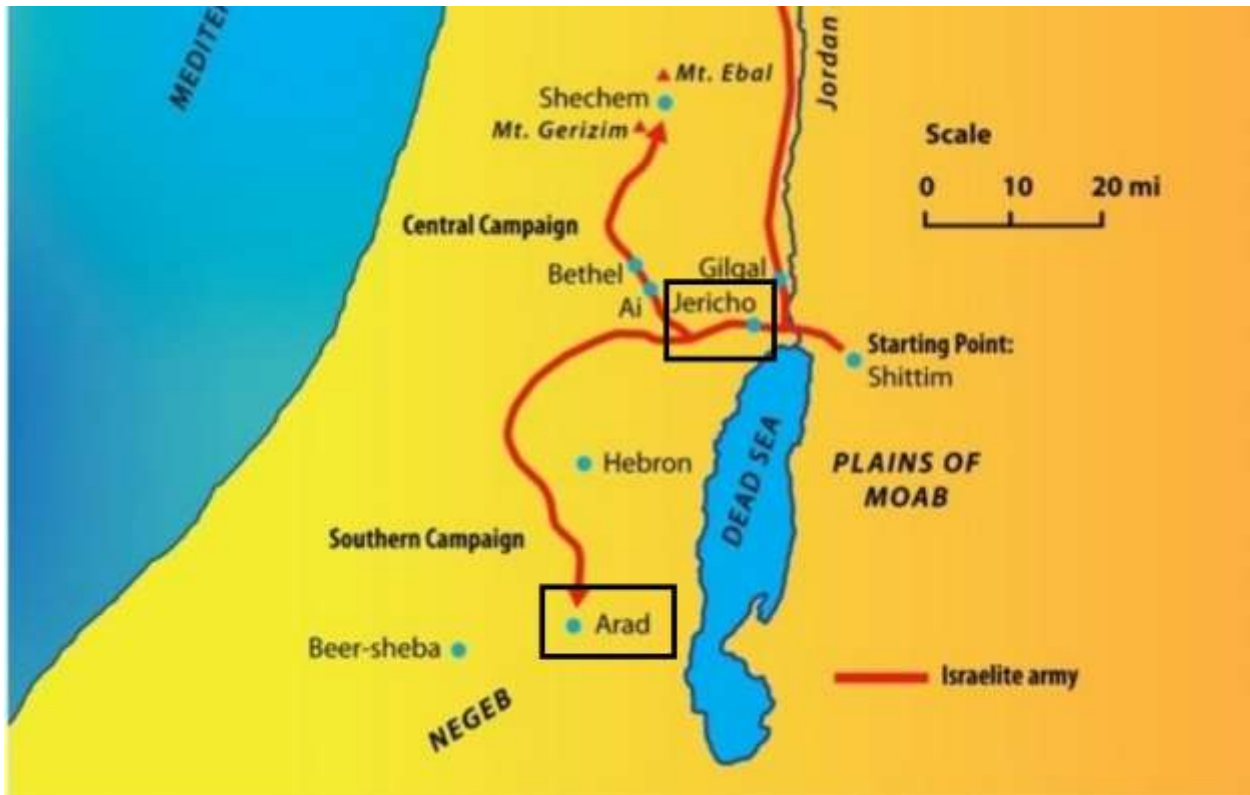 MEDITER
Jordan
Mt. Ebal
Shechem
Mt. Gerizim
Scale
0 10 20 mi
Central Campaign
Bethel
Gilgal
Ai
Jericho
Starting Point:
Shittim
Hebron
DEAD SEA
PLAINS OF
MOAB
Southern Campaign
Arad
Beer-sheba
Israelite army
NEGEB